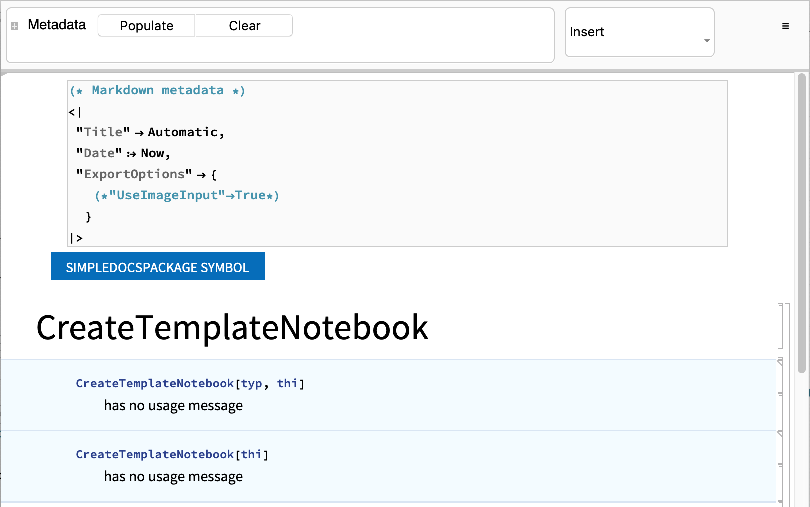 Metadata Populate Clear Insert
(* Markdown metadata *)
<|
"Title"→Automatic,
"Date":→Now,
"ExportOptions"→{
(*"UseImageInput"→True*)
}
|>
SIMPLEDOCSPACKAGE SYMBOL
CreateTemplateNotebook
CreateTemplateNotebook[typ, thi]
has no usage message
CreateTemplateNotebook[thi]
has no usage message